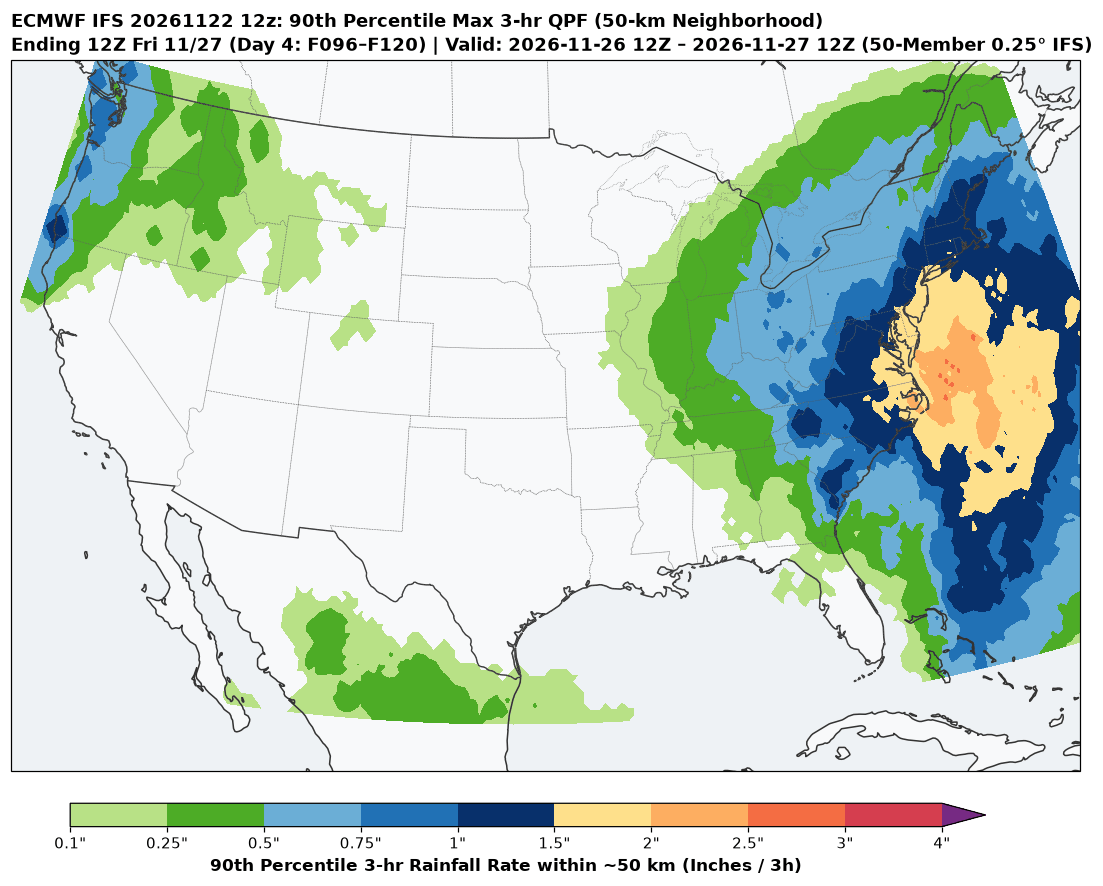 ECMWF IFS 20261122 12z: 90th Percentile Max 3-hr QPF (50-km Neighborhood)
Ending 12Z Fri 11/27 (Day 4: F096–F120) | Valid: 2026-11-26 12Z – 2026-11-27 12Z (50-Member 0.25° IFS)
0.1" 0.25" 0.5" 0.75" 1" 1.5" 2" 2.5" 3" 4"
90th Percentile 3-hr Rainfall Rate within ~50 km (Inches / 3h)